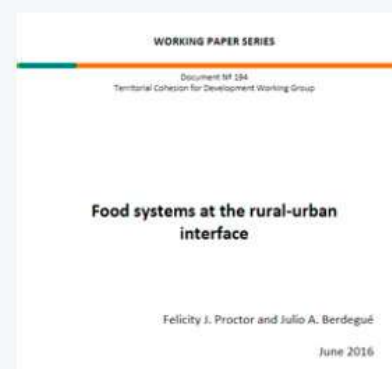 WORKING PAPER SERIES
Document Nº 194
Territorial Cohesion for Development Working Group
Food systems at the rural-urban
interface
Felicity J. Proctor and Julio A. Berdegué
June 2016